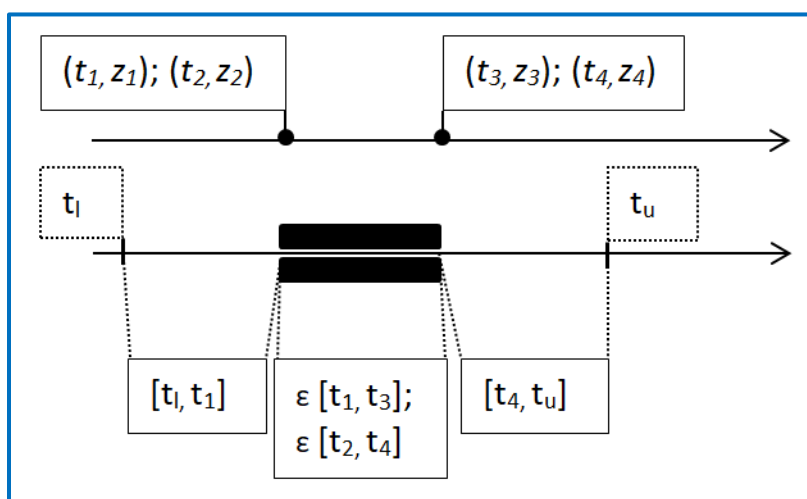 (t₁, z₁); (t₂, z₂)
(t₃, z₃); (t₄, z₄)
tₗ
tᵤ
[tₗ, t₁]
ε [t₁, t₃];
ε [t₂, t₄]
[t₄, tᵤ]